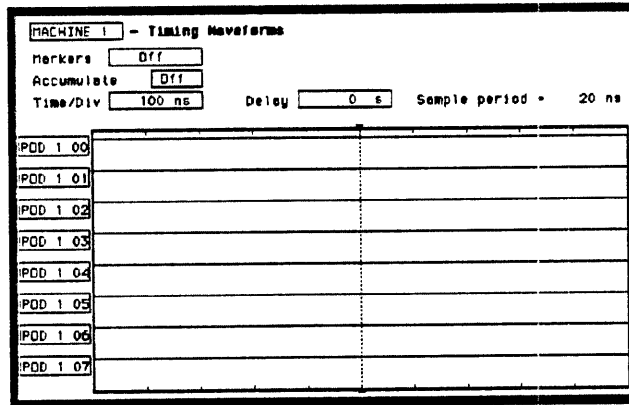 MACHINE 1 - Timing Waveforms
Markers Off
Accumulate Off
Time/Div 100 ns Delay 0 s Sample period = 20 ns
POD 1 00
POD 1 01
POD 1 02
POD 1 03
POD 1 04
POD 1 05
POD 1 06
POD 1 07